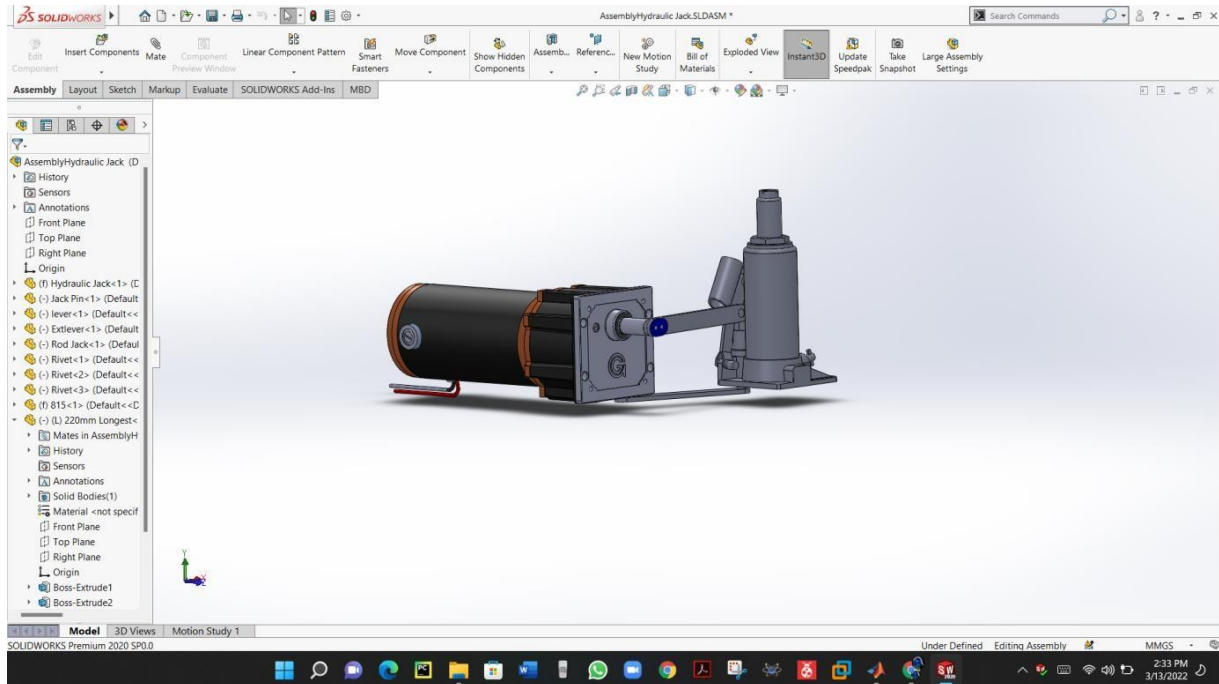 SOLIDWORKS
AssemblyHydraulic Jack.SLDASM *
Search Commands
Edit Component
Insert Components
Mate
Component Preview Window
Linear Component Pattern
Smart Fasteners
Move Component
Show Hidden Components
Assemb...
Referenc...
New Motion Study
Bill of Materials
Exploded View
Instant3D
Update Speedpak
Take Snapshot
Large Assembly Settings
Assembly Layout Sketch Markup Evaluate SOLIDWORKS Add-Ins MBD
AssemblyHydraulic Jack (D
History
Sensors
Annotations
Front Plane
Top Plane
Right Plane
Origin
(f) Hydraulic Jack<1> (D
(-) Jack Pin<1> (Default
(-) lever<1> (Default<<
(-) Extlever<1> (Default
(-) Rod Jack<1> (Defaul
(-) Rivet<1> (Default<<
(-) Rivet<2> (Default<<
(-) Rivet<3> (Default<<
(f) 815<1> (Default<<D
(-) (L) 220mm Longest<
Mates in AssemblyH
History
Sensors
Annotations
Solid Bodies(1)
Material <not specif
Front Plane
Top Plane
Right Plane
Origin
Boss-Extrude1
Boss-Extrude2
Y
Model 3D Views Motion Study 1
SOLIDWORKS Premium 2020 SP0.0
Under Defined Editing Assembly MMGS
2:33 PM
3/13/2022